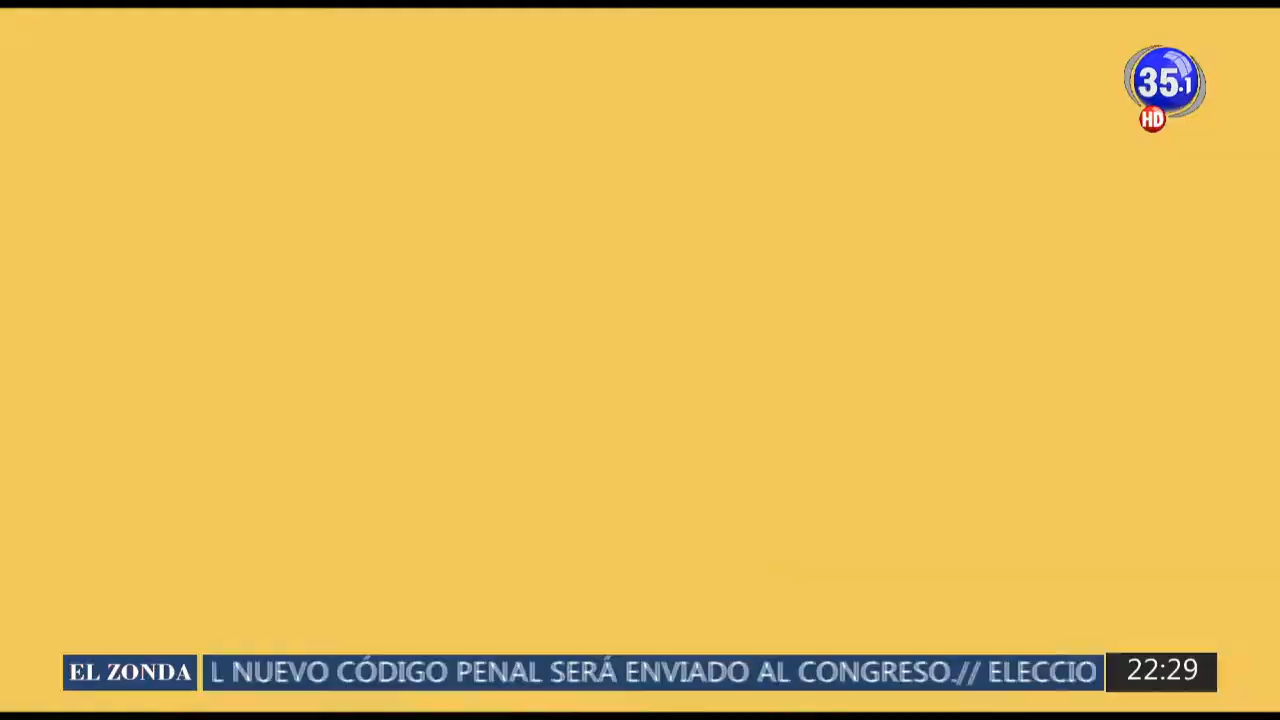 35.1
HD
EL ZONDA
L NUEVO CÓDIGO PENAL SERÁ ENVIADO AL CONGRESO.// ELECCIO
22:29